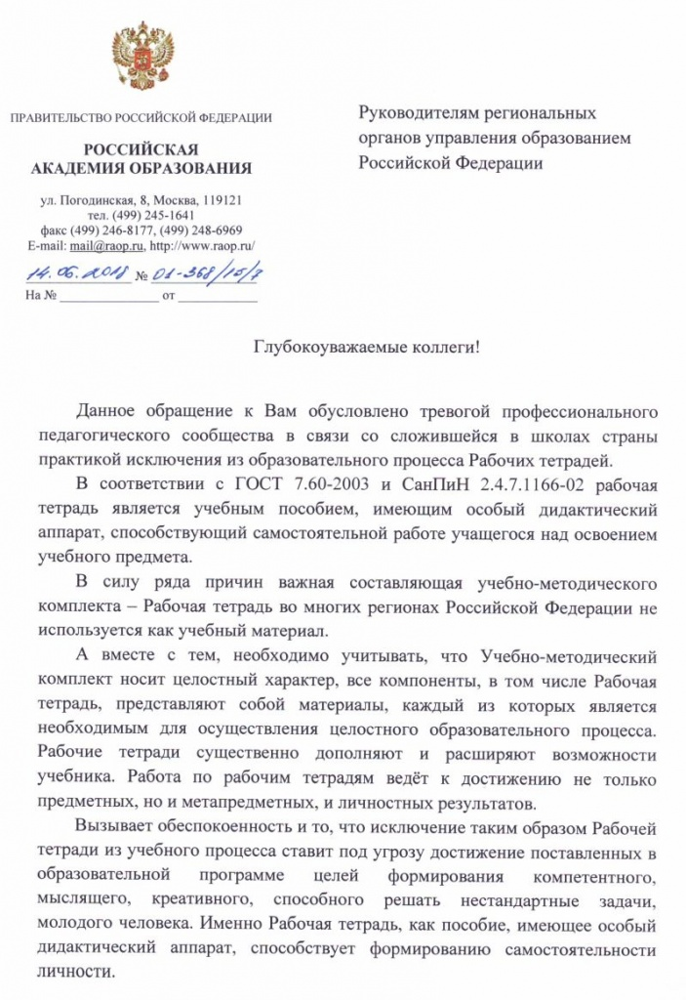 ПРАВИТЕЛЬСТВО РОССИЙСКОЙ ФЕДЕРАЦИИ
РОССИЙСКАЯ
АКАДЕМИЯ ОБРАЗОВАНИЯ
ул. Погодинская, 8, Москва, 119121
тел. (499) 245-1641
факс (499) 246-8177, (499) 248-6969
E-mail: mail@raop.ru, http://www.raop.ru/
14.06.2018 № 01-368/15/7
На № ______________ от ___________
Руководителям региональных
органов управления образованием
Российской Федерации
Глубокоуважаемые коллеги!
Данное обращение к Вам обусловлено тревогой профессионального
педагогического сообщества в связи со сложившейся в школах страны
практикой исключения из образовательного процесса Рабочих тетрадей.
В соответствии с ГОСТ 7.60-2003 и СанПиН 2.4.7.1166-02 рабочая
тетрадь является учебным пособием, имеющим особый дидактический
аппарат, способствующий самостоятельной работе учащегося над освоением
учебного предмета.
В силу ряда причин важная составляющая учебно-методического
комплекта – Рабочая тетрадь во многих регионах Российской Федерации не
используется как учебный материал.
А вместе с тем, необходимо учитывать, что Учебно-методический
комплект носит целостный характер, все компоненты, в том числе Рабочая
тетрадь, представляют собой материалы, каждый из которых является
необходимым для осуществления целостного образовательного процесса.
Рабочие тетради существенно дополняют и расширяют возможности
учебника. Работа по рабочим тетрадям ведёт к достижению не только
предметных, но и метапредметных, и личностных результатов.
Вызывает обеспокоенность и то, что исключение таким образом Рабочей
тетради из учебного процесса ставит под угрозу достижение поставленных в
образовательной программе целей формирования компетентного,
мыслящего, креативного, способного решать нестандартные задачи,
молодого человека. Именно Рабочая тетрадь, как пособие, имеющее особый
дидактический аппарат, способствует формированию самостоятельности
личности.